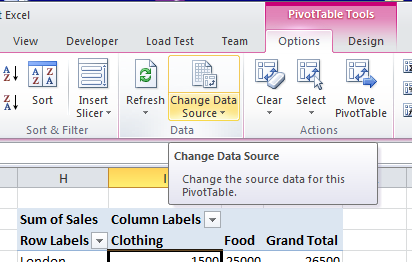 t Excel
PivotTable Tools
View Developer Load Test Team Options Design
Sort
Insert Slicer
Refresh
Change Data Source
Clear
Select
Move PivotTable
Sort & Filter
Data
Actions
Change Data Source
Change the source data for this
PivotTable.
H
Sum of Sales Column Labels
Row Labels Clothing Food Grand Total
London 1500 25000 26500